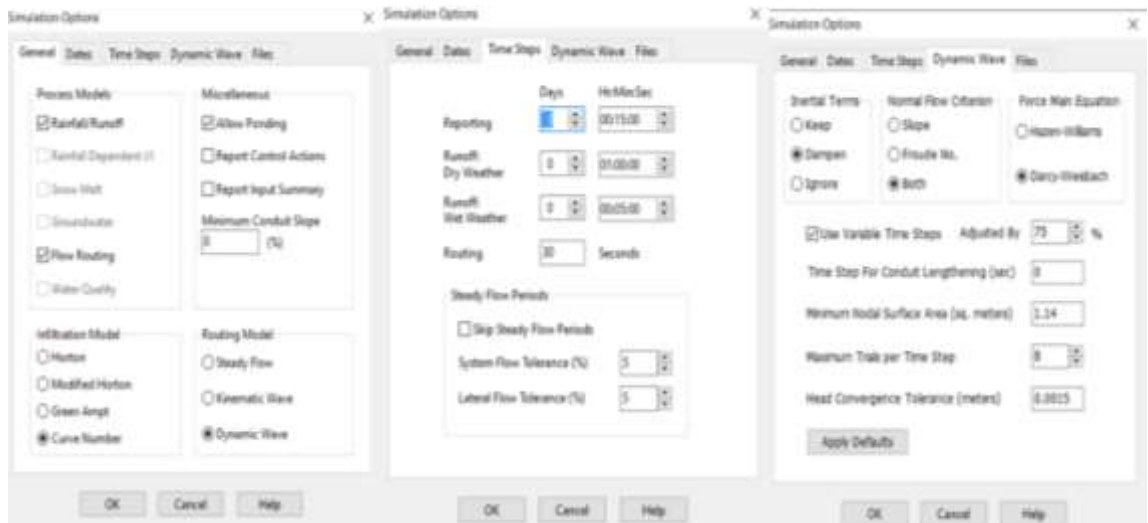 Simulation Options
General Dates Time Steps Dynamic Wave Files
Process Models
Rainfall/Runoff
Rainfall Dependent I/I
Snow Melt
Groundwater
Flow Routing
Water Quality
Miscellaneous
Allow Ponding
Report Control Actions
Report Input Summary
Minimum Conduit Slope
0 (%)
Infiltration Model
Horton
Modified Horton
Green Ampt
Curve Number
Routing Model
Steady Flow
Kinematic Wave
Dynamic Wave
OK Cancel Help
Simulation Options
General Dates Time Steps Dynamic Wave Files
Days Hr:Min:Sec
Reporting 00:15:00
Runoff: Dry Weather 0 01:00:00
Runoff: Wet Weather 0 00:05:00
Routing 30 Seconds
Steady Flow Periods
Skip Steady Flow Periods
System Flow Tolerance (%) 5
Lateral Flow Tolerance (%) 5
OK Cancel Help
Simulation Options
General Dates Time Steps Dynamic Wave Files
Inertial Terms
Keep
Dampen
Ignore
Normal Flow Criterion
Slope
Froude No.
Both
Force Main Equation
Hazen-Williams
Darcy-Weisbach
Use Variable Time Steps Adjusted By 75 %
Time Step For Conduit Lengthening (sec) 0
Minimum Nodal Surface Area (sq. meters) 1.14
Maximum Trials per Time Step 8
Head Convergence Tolerance (meters) 0.0015
Apply Defaults
OK Cancel Help